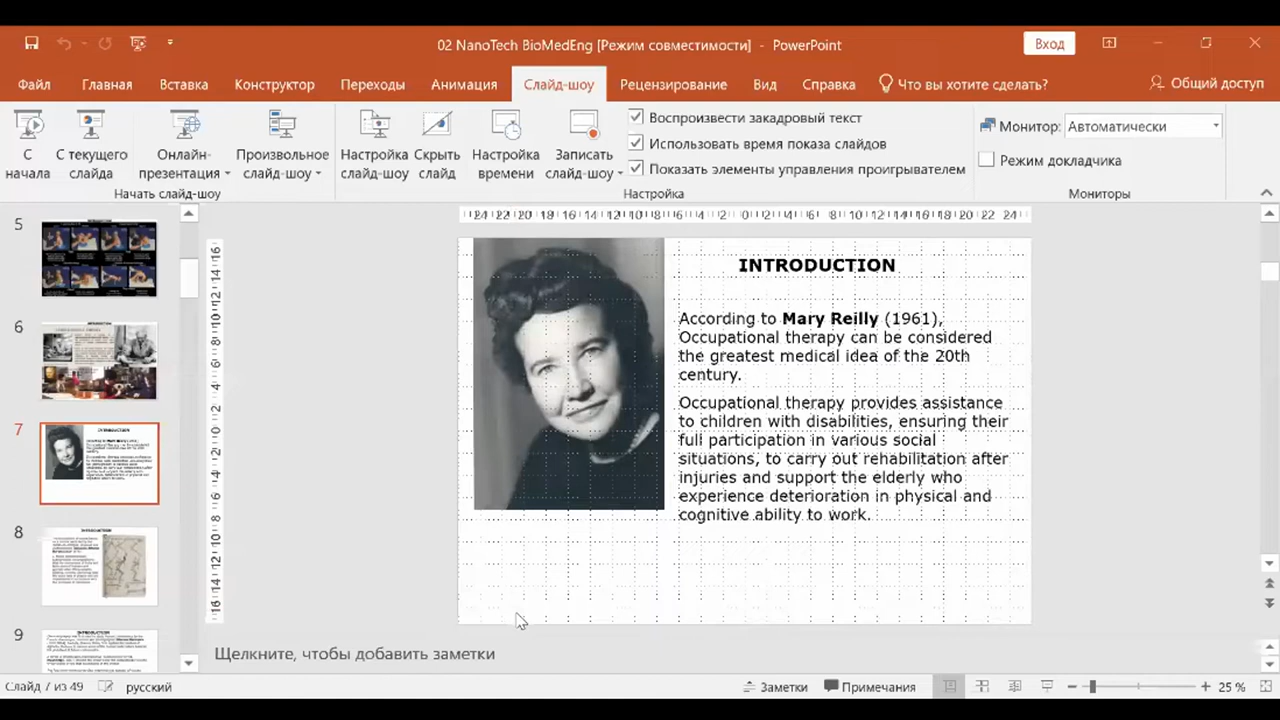 02 NanoTech BioMedEng [Режим совместимости] - PowerPoint
Вход
Файл Главная Вставка Конструктор Переходы Анимация Слайд-шоу Рецензирование Вид Справка Что вы хотите сделать? Общий доступ
С начала
С текущего слайда
Онлайн-презентация
Произвольное слайд-шоу
Начать слайд-шоу
Настройка слайд-шоу
Скрыть слайд
Настройка времени
Записать слайд-шоу
Воспроизвести закадровый текст
Использовать время показа слайдов
Показать элементы управления проигрывателем
Настройка
Монитор: Автоматически
Режим докладчика
Мониторы
5
6
7
8
9
INTRODUCTION
According to Mary Reilly (1961),
Occupational therapy can be considered
the greatest medical idea of the 20th
century.
Occupational therapy provides assistance
to children with disabilities, ensuring their
full participation in various social
situations, to carry out rehabilitation after
injuries and support the elderly who
experience deterioration in physical and
cognitive ability to work.
Щелкните, чтобы добавить заметки
Слайд 7 из 49 русский Заметки Примечания 25 %